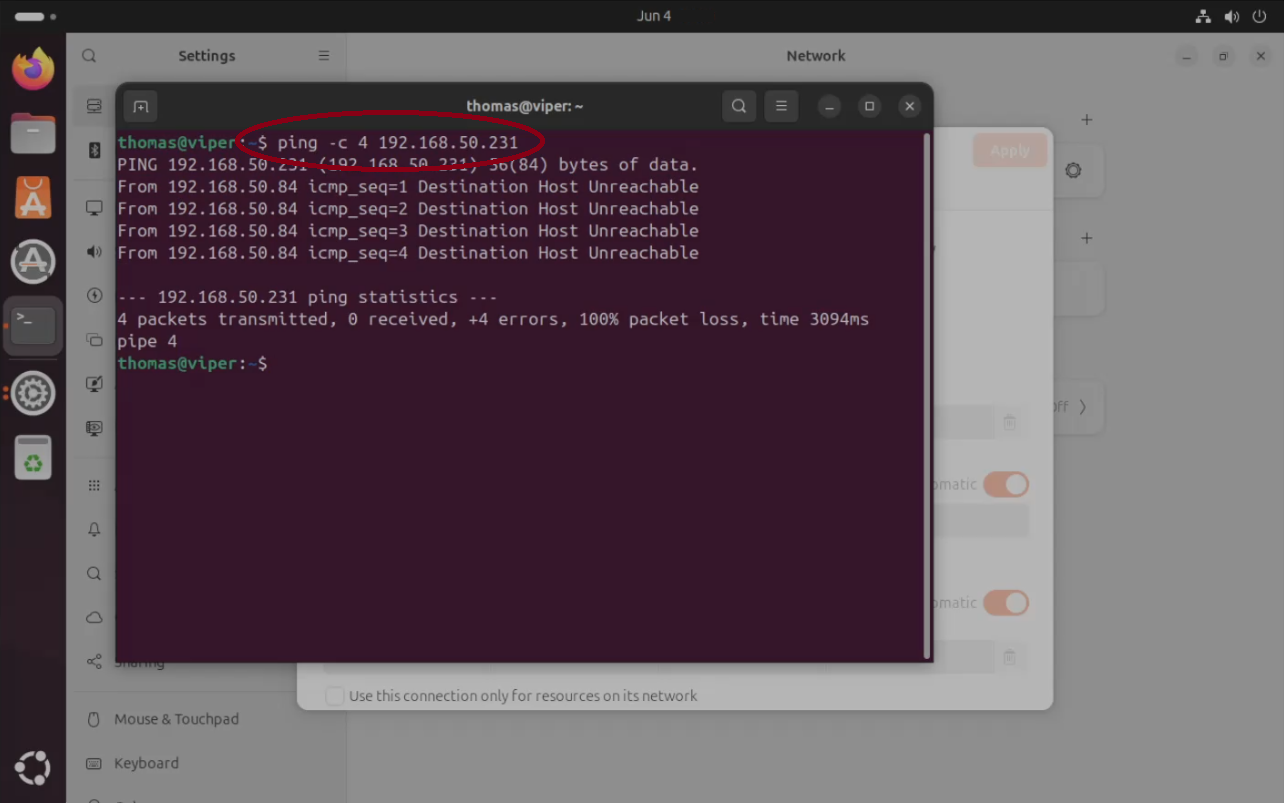 Jun 4
Settings
Network
thomas@viper: ~
Apply
thomas@viper:~$ ping -c 4 192.168.50.231
PING 192.168.50.231 (192.168.50.231) 56(84) bytes of data.
From 192.168.50.84 icmp_seq=1 Destination Host Unreachable
From 192.168.50.84 icmp_seq=2 Destination Host Unreachable
From 192.168.50.84 icmp_seq=3 Destination Host Unreachable
From 192.168.50.84 icmp_seq=4 Destination Host Unreachable
--- 192.168.50.231 ping statistics ---
4 packets transmitted, 0 received, +4 errors, 100% packet loss, time 3094ms
pipe 4
thomas@viper:~$
Off
omatic
omatic
Sharing
Use this connection only for resources on its network
Mouse & Touchpad
Keyboard